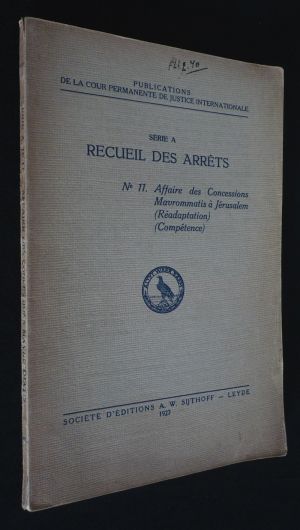 PUBLICATIONS
DE LA COUR PERMANENTE DE JUSTICE INTERNATIONALE
SÉRIE A
RECUEIL DES ARRÊTS
No 11. Affaire des Concessions
Mavrommatis à Jérusalem
(Réadaptation)
(Compétence)
SOCIÉTÉ D'ÉDITIONS A. W. SIJTHOFF — LEYDE
1927